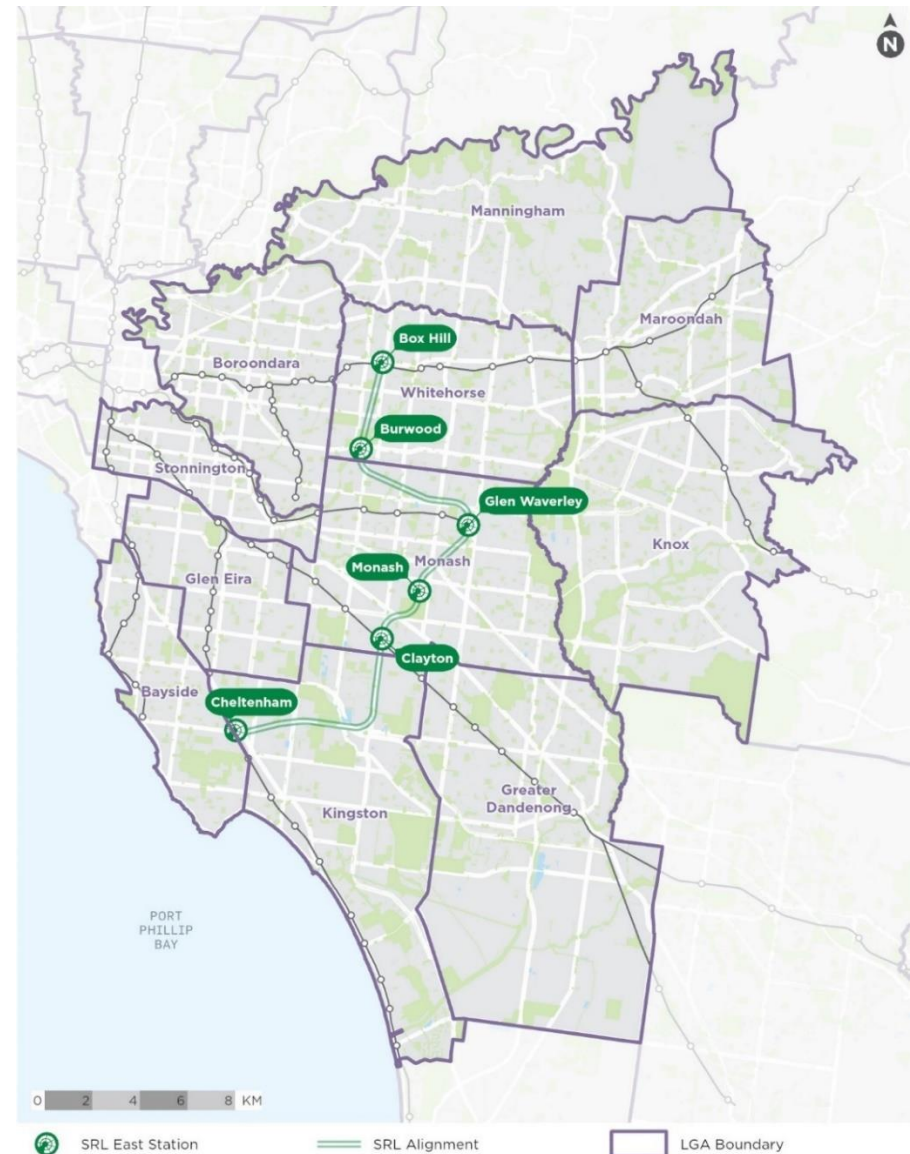 N
Manningham
Maroondah
Box Hill
Boroondara
Whitehorse
Burwood
Stonnington
Glen Waverley
Knox
Monash
Monash
Glen Eira
Clayton
Bayside
Cheltenham
Greater
Dandenong
Kingston
PORT
PHILLIP
BAY
0 2 4 6 8 KM
SRL East Station
SRL Alignment
LGA Boundary